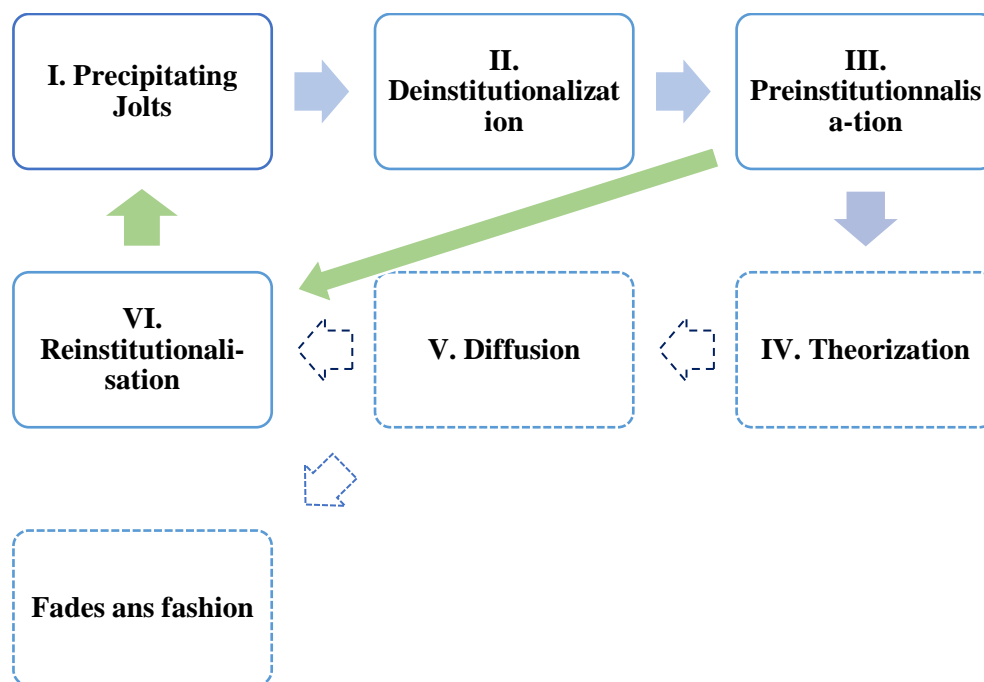 I. Precipitating
Jolts
II.
Deinstitutionalizat
ion
III.
Preinstitutionnalis
a-tion
VI.
Reinstitutionali-
sation
V. Diffusion
IV. Theorization
Fades ans fashion